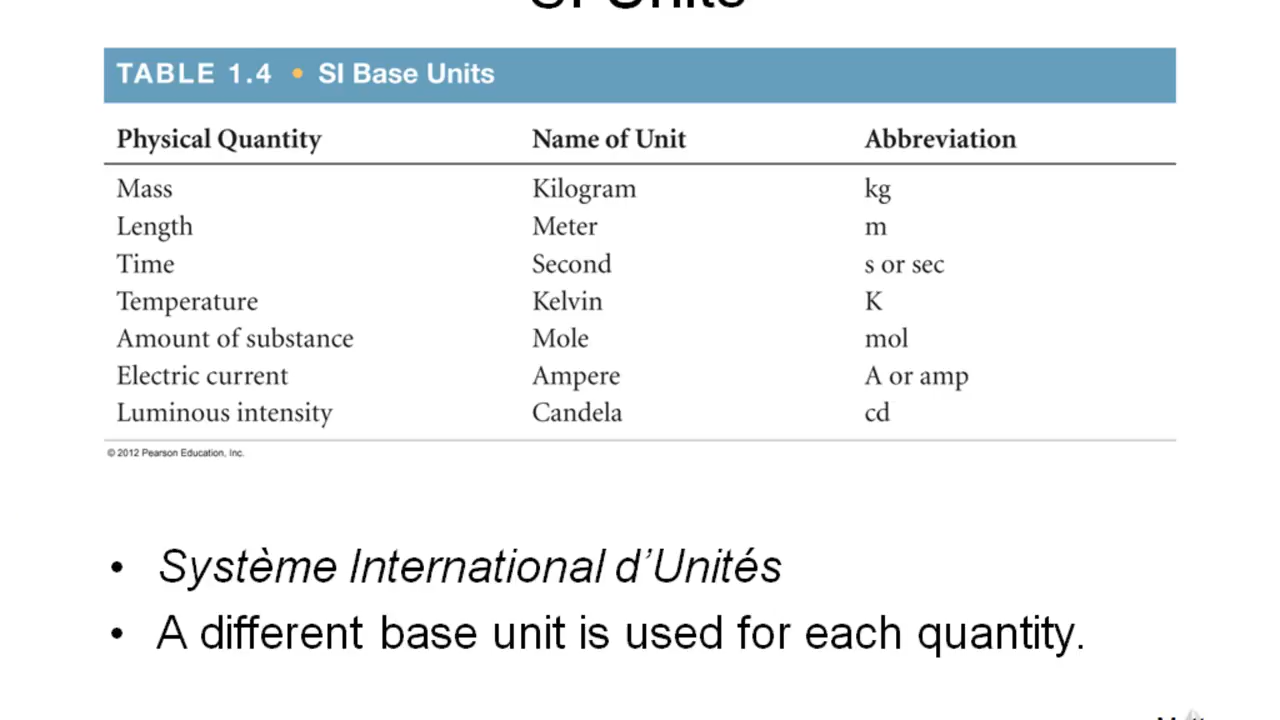 SI Units
TABLE 1.4 • SI Base Units
Physical Quantity Name of Unit Abbreviation
Mass Kilogram kg
Length Meter m
Time Second s or sec
Temperature Kelvin K
Amount of substance Mole mol
Electric current Ampere A or amp
Luminous intensity Candela cd
© 2012 Pearson Education, Inc.
• Système International d’Unités
• A different base unit is used for each quantity.